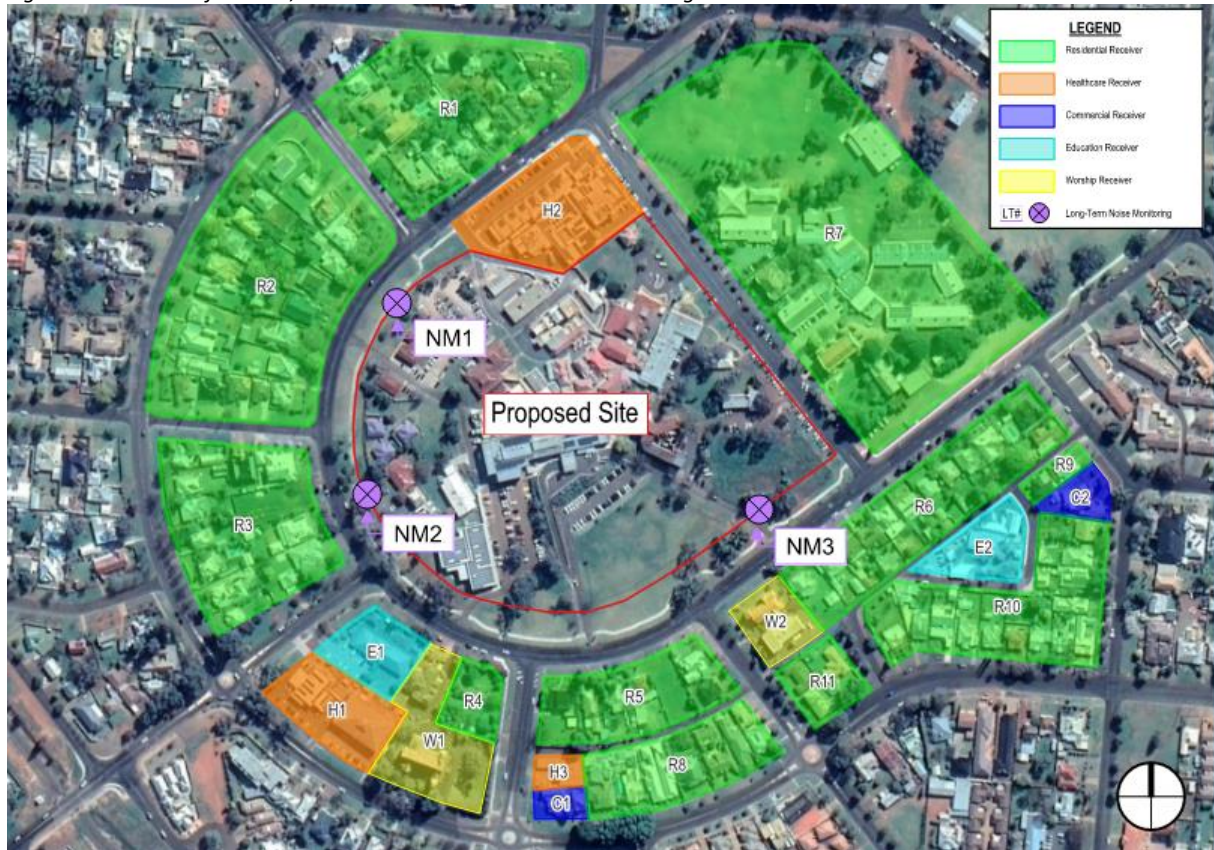 LEGEND
Residential Receiver
Healthcare Receiver
Commercial Receiver
Education Receiver
Worship Receiver
LT# Long-Term Noise Monitoring
R1
H2
R7
R2
NM1
Proposed Site
R9
C2
R6
R3
NM2
NM3
E2
R10
W2
E1
R11
R4
R5
H1
W1
R8
H3
C1